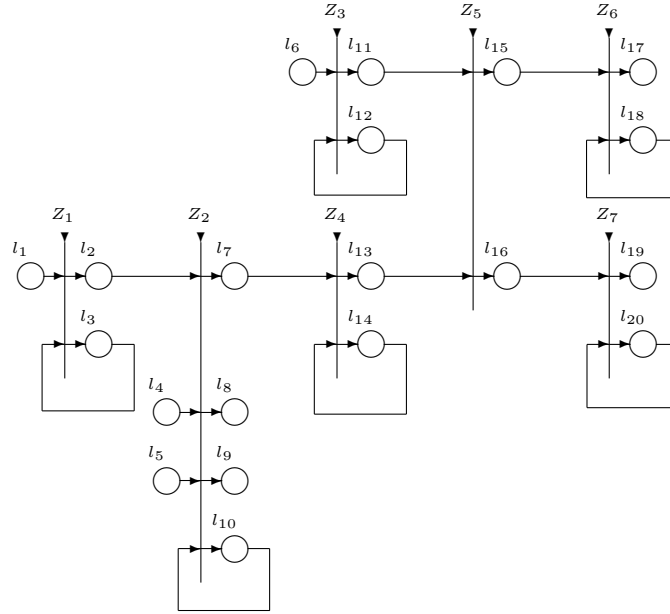 Z₃ Z₅ Z₆
l₆ l₁₁ l₁₅ l₁₇
l₁₂ l₁₈
Z₁ Z₂ Z₄ Z₇
l₁ l₂ l₇ l₁₃ l₁₆ l₁₉
l₃ l₁₄ l₂₀
l₄ l₈
l₅ l₉
l₁₀